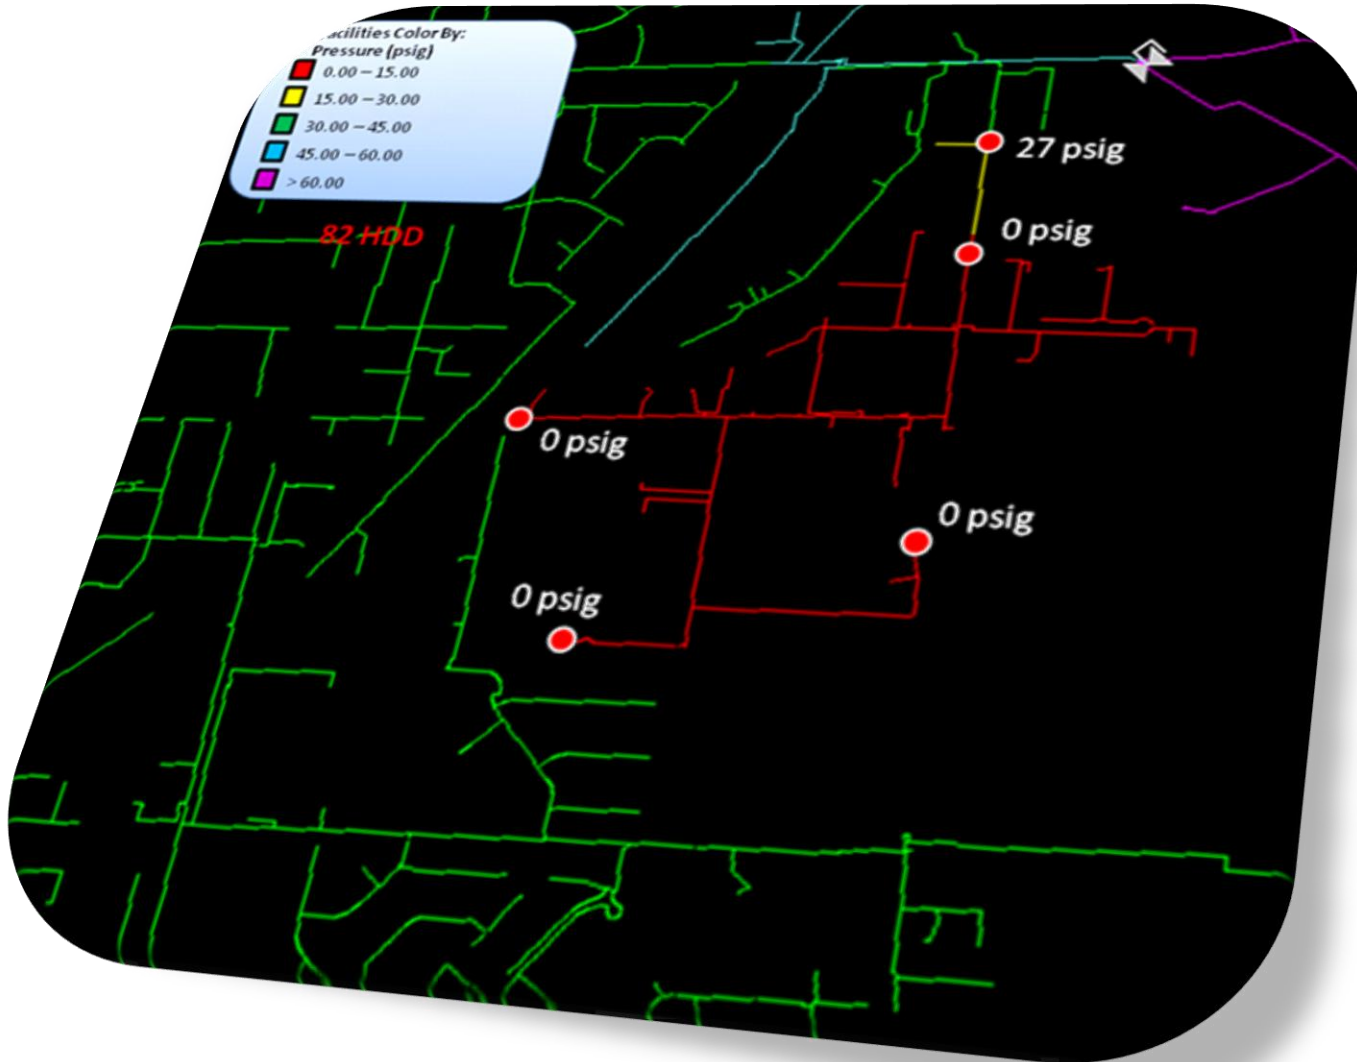 acilities Color By:
Pressure (psig)
0.00 – 15.00
15.00 – 30.00
30.00 – 45.00
45.00 – 60.00
> 60.00
82 HDD
27 psig
0 psig
0 psig
0 psig
0 psig